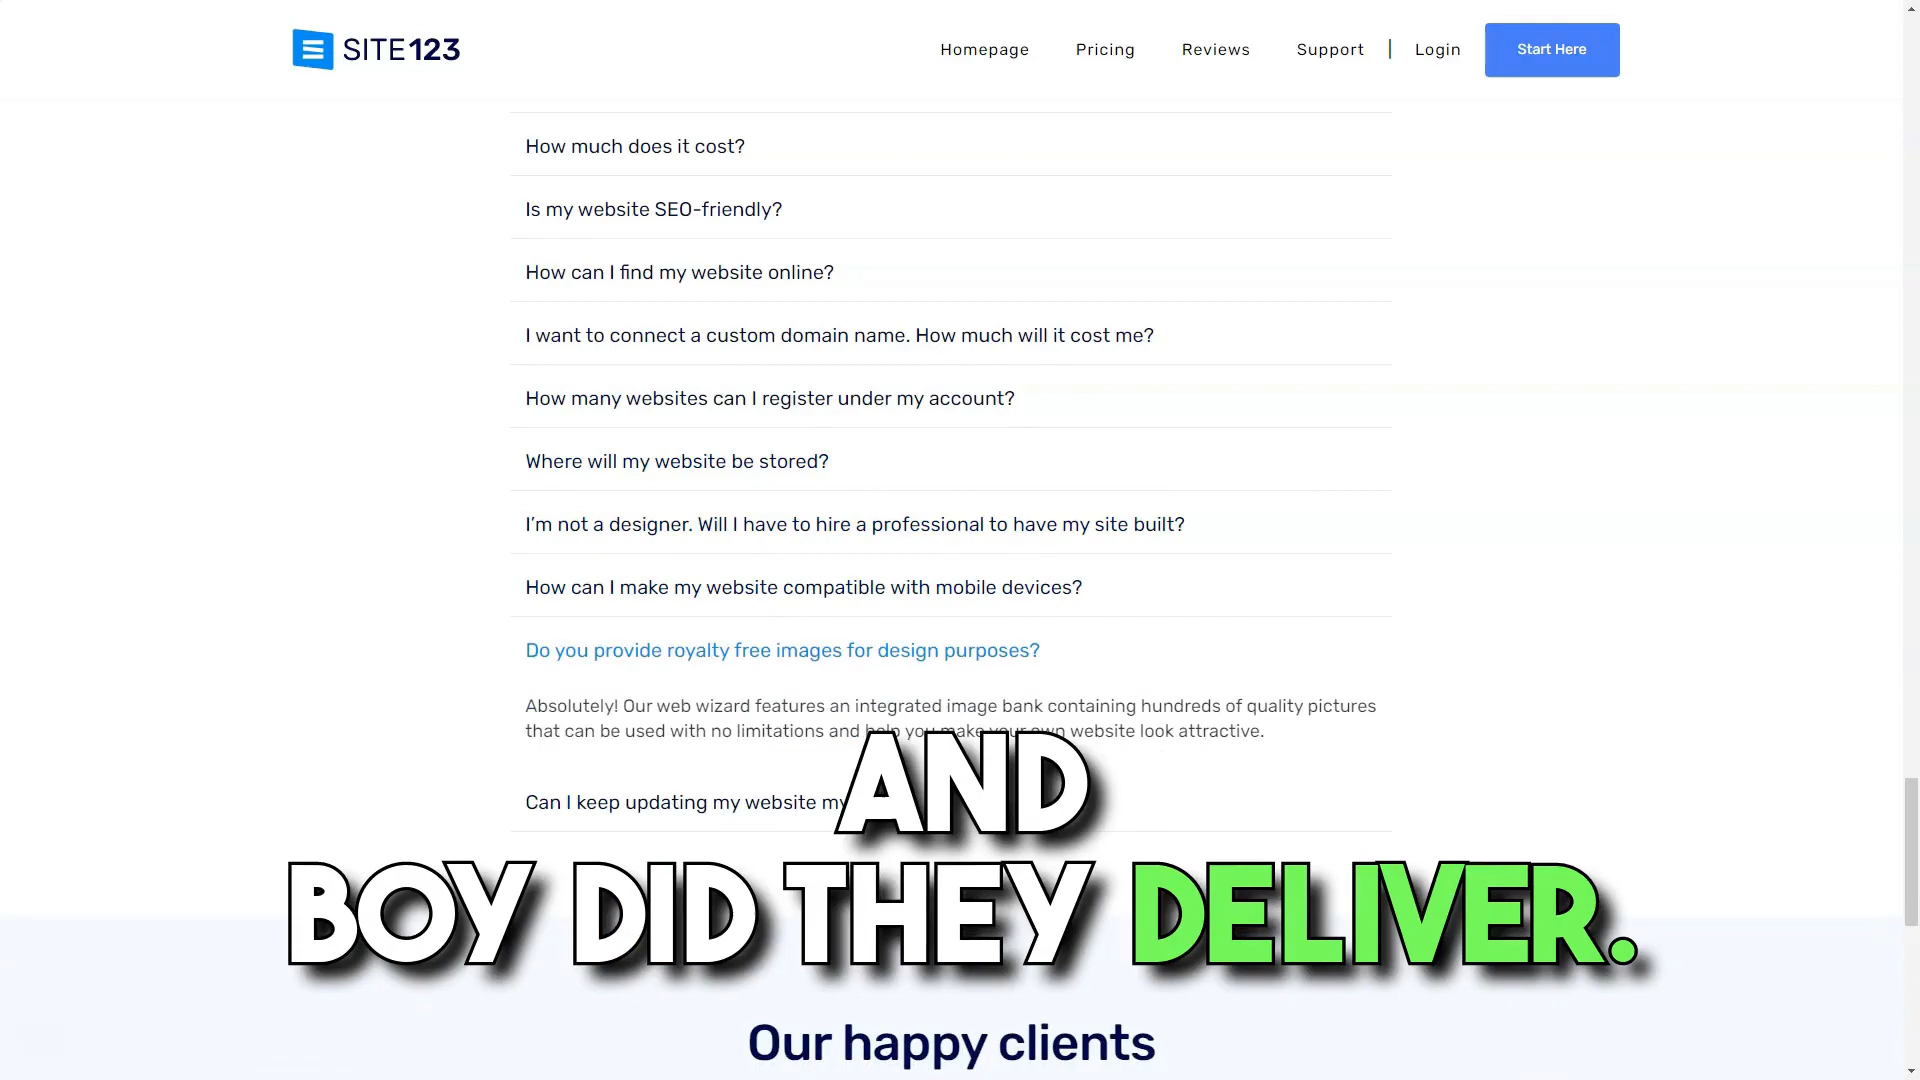 SITE123
Homepage Pricing Reviews Support Login Start Here
How much does it cost?
Is my website SEO-friendly?
How can I find my website online?
I want to connect a custom domain name. How much will it cost me?
How many websites can I register under my account?
Where will my website be stored?
I'm not a designer. Will I have to hire a professional to have my site built?
How can I make my website compatible with mobile devices?
Do you provide royalty free images for design purposes?
Absolutely! Our web wizard features an integrated image bank containing hundreds of quality pictures
that can be used with no limitations and help you make your own website look attractive.
Can I keep updating my website
AND
BOY DID THEY DELIVER.
Our happy clients